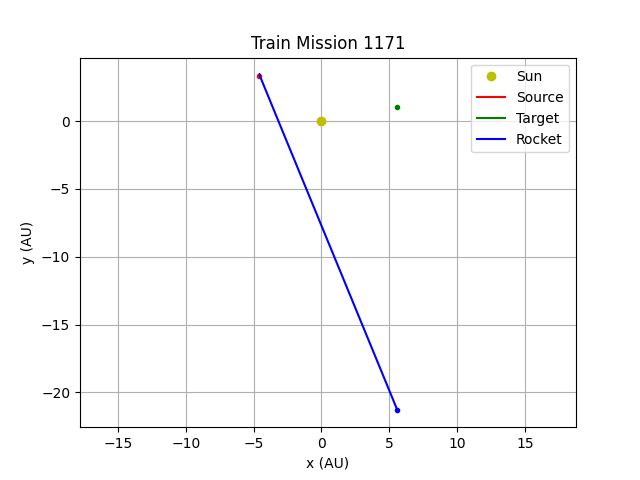 Train Mission 1171
Sun
Source
Target
Rocket
0
−5
−10
−15
−20
y (AU)
−15 −10 −5 0 5 10 15
x (AU)